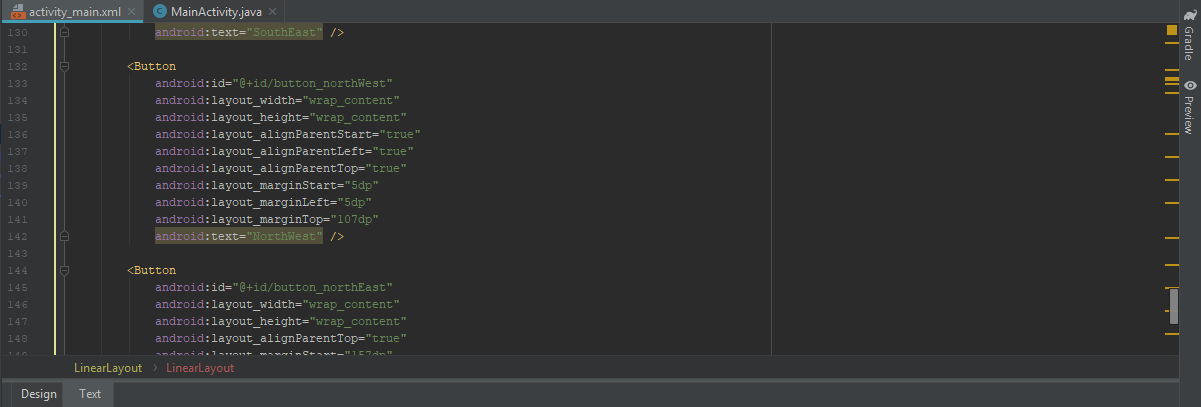 activity_main.xml MainActivity.java
130 android:text="SouthEast" />
131
132 <Button
133 android:id="@+id/button_northWest"
134 android:layout_width="wrap_content"
135 android:layout_height="wrap_content"
136 android:layout_alignParentStart="true"
137 android:layout_alignParentLeft="true"
138 android:layout_alignParentTop="true"
139 android:layout_marginStart="5dp"
140 android:layout_marginLeft="5dp"
141 android:layout_marginTop="107dp"
142 android:text="NorthWest" />
143
144 <Button
145 android:id="@+id/button_northEast"
146 android:layout_width="wrap_content"
147 android:layout_height="wrap_content"
148 android:layout_alignParentTop="true"
149 android:layout_marginStart="157dp"
LinearLayout › LinearLayout
Design Text
Gradle
Preview